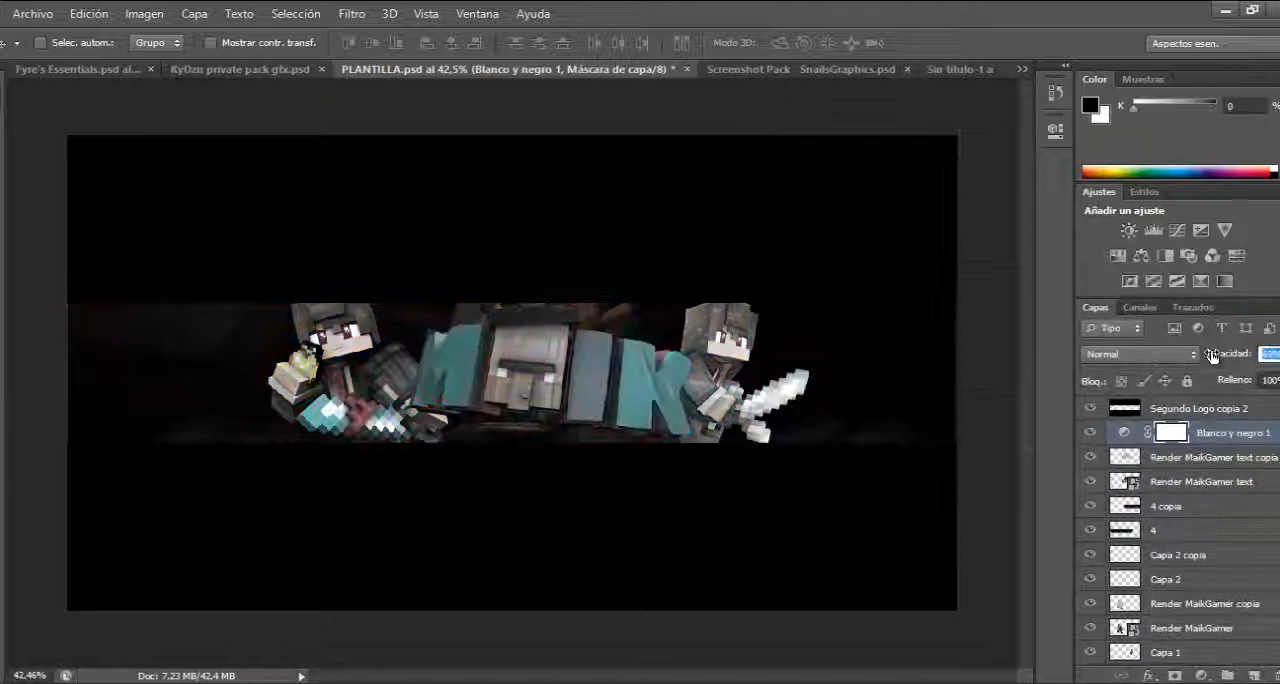 Archivo Edición Imagen Capa Texto Selección Filtro 3D Vista Ventana Ayuda
Selec. autom.: Grupo Mostrar contr. transf. Modo 3D: Aspectos esen.
Fyre's Essentials.psd al... × KyOzn private pack gfx.psd × PLANTILLA.psd al 42,5% (Blanco y negro 1, Máscara de capa/8) * × Screenshot Pack SnailsGraphics.psd × Sin título-1 a
Color Muestras
K 0 %
Ajustes Estilos
Añadir un ajuste
Capas Canales Trazados
Tipo
Normal
Bloq.: Relleno: 100%
Segundo Logo copia 2
Blanco y negro 1
Render MaikGamer text copia
Render MaikGamer text
4 copia
4
Capa 2 copia
Capa 2
Render MaikGamer copia
Render MaikGamer
Capa 1
42,46% Doc: 7,23 MB/42,4 MB